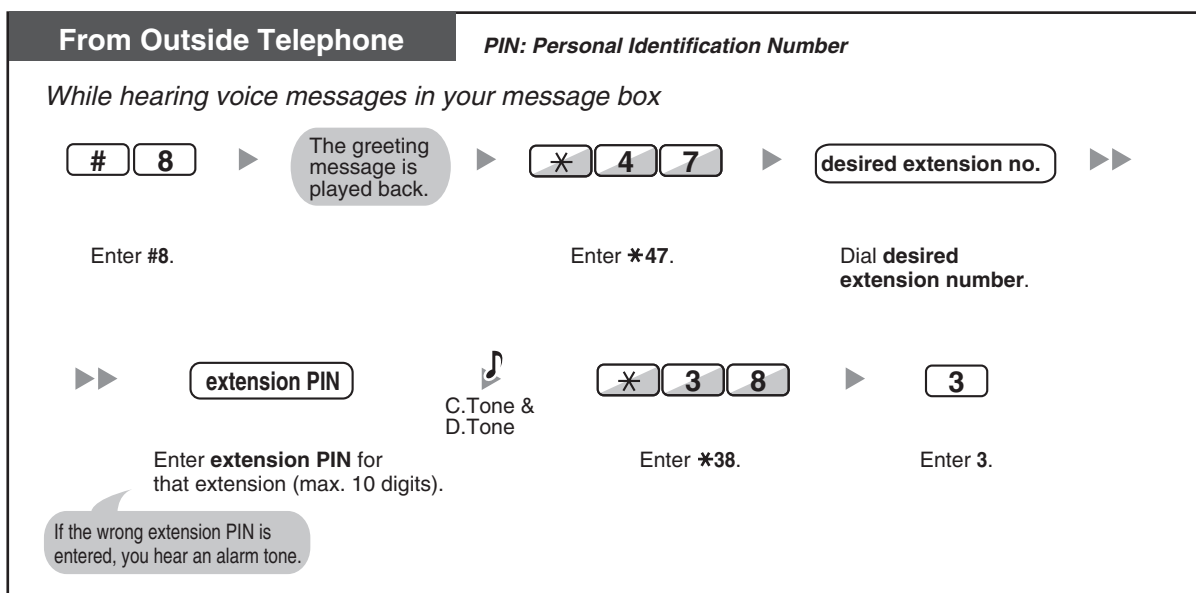 From Outside Telephone
PIN: Personal Identification Number
While hearing voice messages in your message box
# 8
The greeting
message is
played back.
* 4 7
desired extension no.
Enter #8.
Enter *47.
Dial desired
extension number.
extension PIN
C.Tone &
D.Tone
* 3 8
3
Enter extension PIN for
that extension (max. 10 digits).
Enter *38.
Enter 3.
If the wrong extension PIN is
entered, you hear an alarm tone.